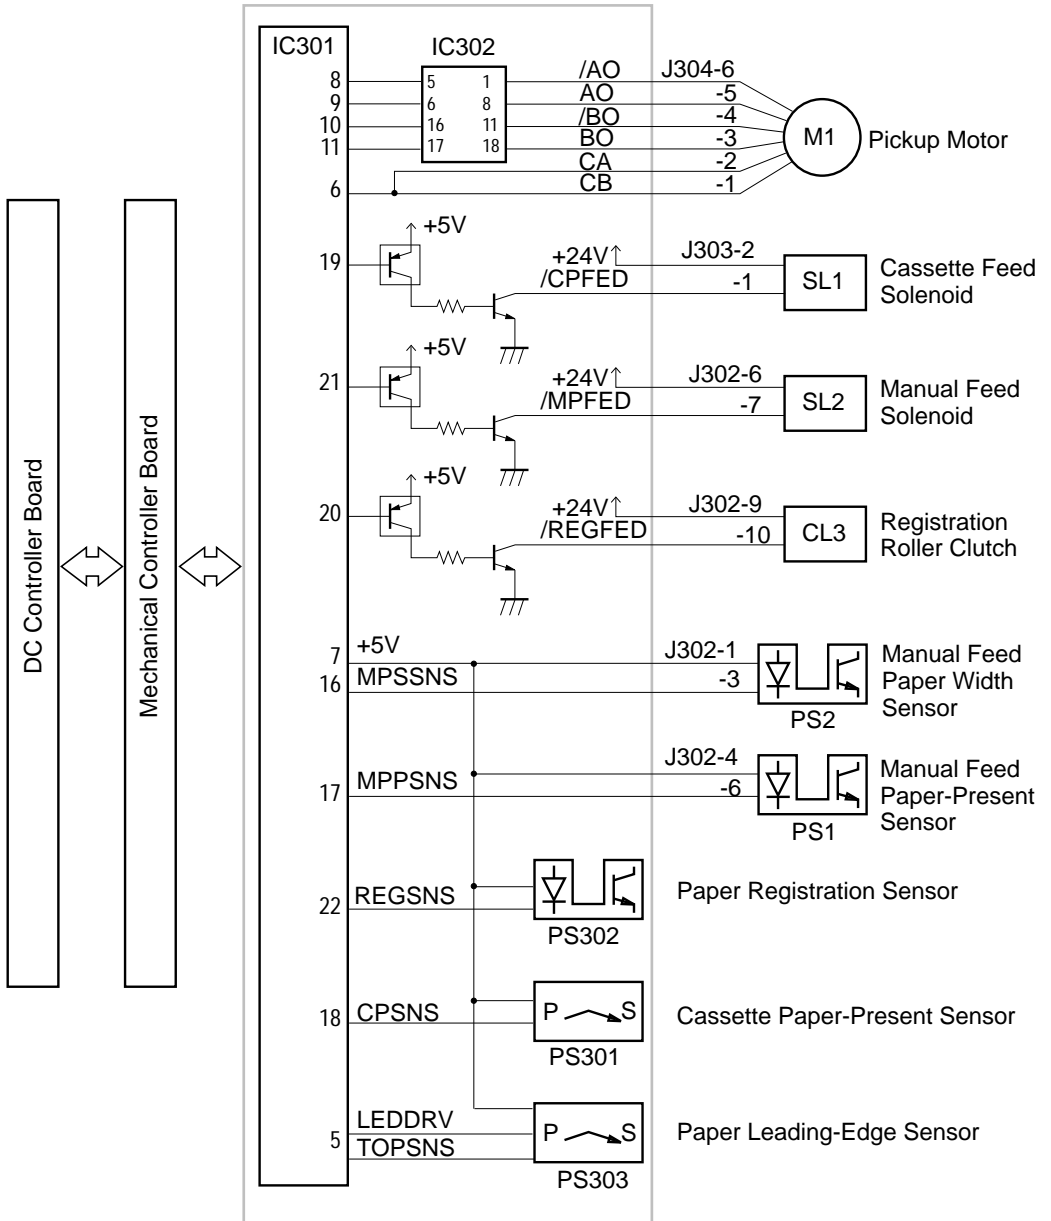 IC301
IC302
8
5
1
/AO
J304-6
9
6
8
AO
-5
10
16
11
/BO
-4
11
17
18
BO
-3
CA
-2
6
CB
-1
M1
Pickup Motor
+5V
19
+24V
J303-2
/CPFED
-1
SL1
Cassette Feed
Solenoid
+5V
21
+24V
J302-6
/MPFED
-7
SL2
Manual Feed
Solenoid
+5V
20
+24V
J302-9
/REGFED
-10
CL3
Registration
Roller Clutch
DC Controller Board
Mechanical Controller Board
7
+5V
J302-1
16
MPSSNS
-3
PS2
Manual Feed
Paper Width
Sensor
J302-4
17
MPPSNS
-6
PS1
Manual Feed
Paper-Present
Sensor
22
REGSNS
PS302
Paper Registration Sensor
18
CPSNS
P
S
PS301
Cassette Paper-Present Sensor
LEDDRV
5
TOPSNS
P
S
PS303
Paper Leading-Edge Sensor